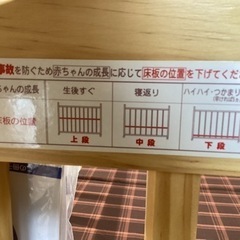 事故を防ぐため赤ちゃんの成長に応じて床板の位置を下げてくだ
ちゃんの成長 生後すぐ 寝返り ハイハイ・つかまり
床板の位置 上段 中段 下段